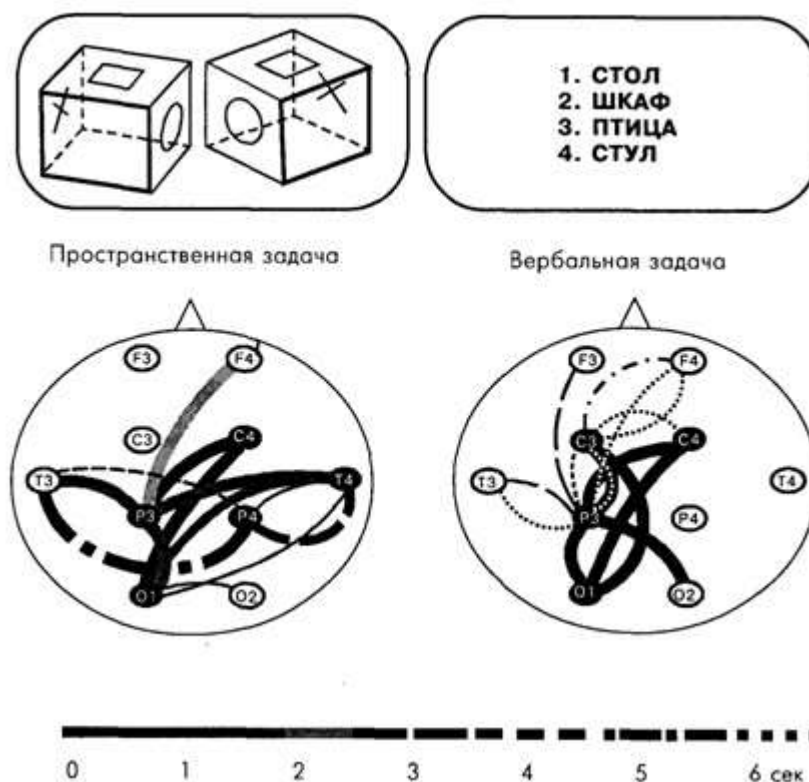 1. СТОЛ
2. ШКАФ
3. ПТИЦА
4. СТУЛ
Пространственная задача
Вербальная задача
F3 F4
C3 C4
T3 T4
P3 P4
O1 O2
F3 F4
C3 C4
T3 T4
P3 P4
O1 O2
0 1 2 3 4 5 6 сек